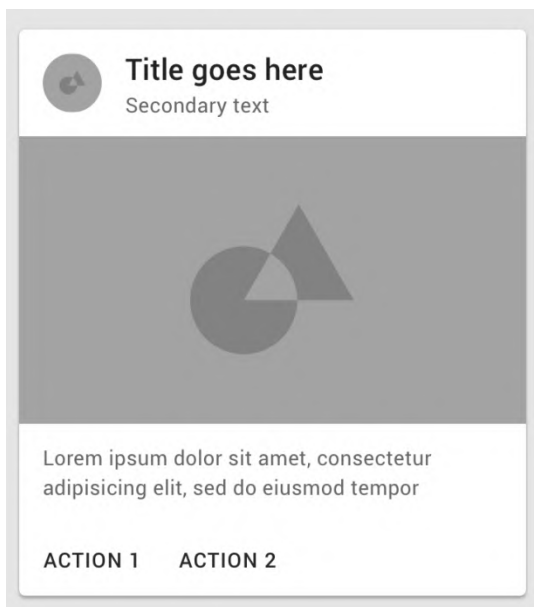 Title goes here
Secondary text
Lorem ipsum dolor sit amet, consectetur
adipisicing elit, sed do eiusmod tempor
ACTION 1 ACTION 2